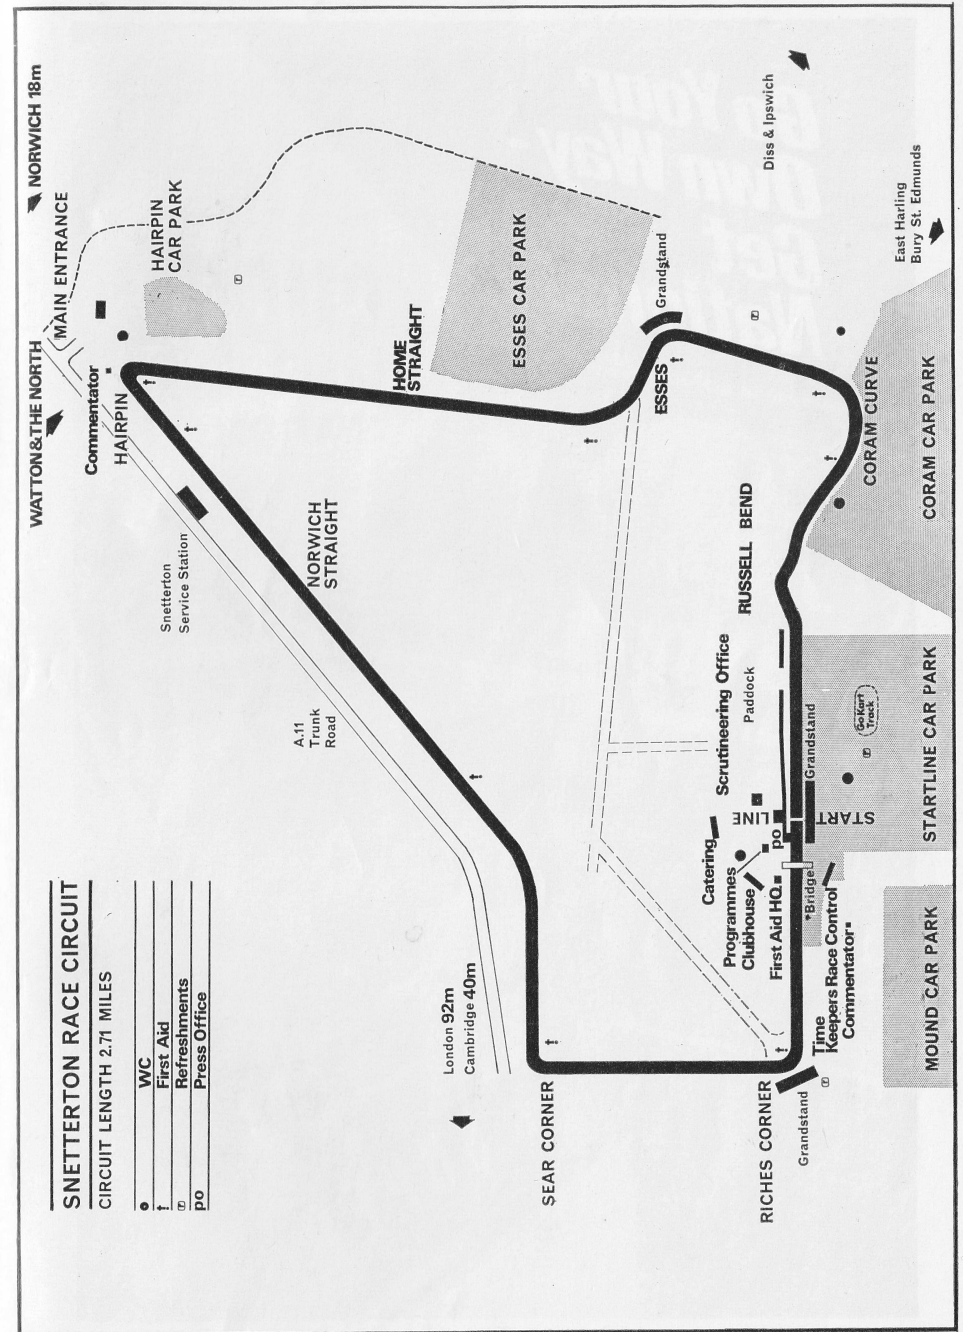 SNETTERTON RACE CIRCUIT
CIRCUIT LENGTH 2.71 MILES
WC
First Aid
Refreshments
po Press Office
London 92m
Cambridge 40m
SEAR CORNER
RICHES CORNER
Grandstand
Time
Keepers Race Control
Commentator
MOUND CAR PARK
Bridge
First Aid HQ
Programmes
Clubhouse
Catering
po
START
LINE
Grandstand
Go Kart
Track
STARTLINE CAR PARK
Scrutineering Office
Paddock
A.11
Trunk
Road
RUSSELL BEND
Snetterton
Service Station
NORWICH
STRAIGHT
CORAM CURVE
CORAM CAR PARK
WATTON & THE NORTH
Commentator
HAIRPIN
HOME
STRAIGHT
ESSES
ESSES CAR PARK
Grandstand
MAIN ENTRANCE
HAIRPIN
CAR PARK
NORWICH 18m
Diss & Ipswich
East Harling
Bury St. Edmunds